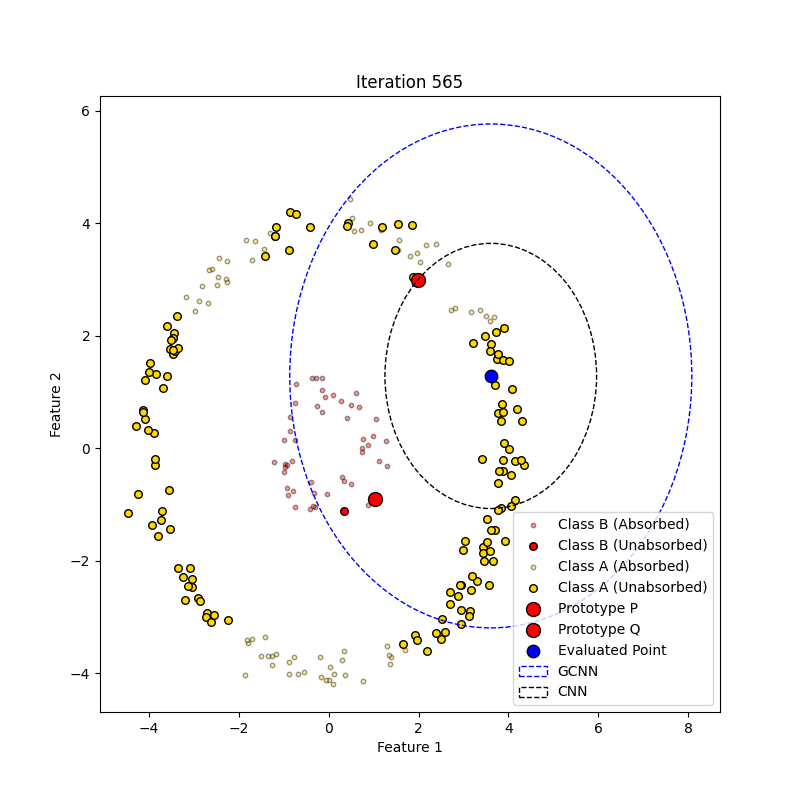 Iteration 565
6
4
2
0
−2
−4
Feature 2
−4
−2
0
2
4
6
8
Feature 1
Class B (Absorbed)
Class B (Unabsorbed)
Class A (Absorbed)
Class A (Unabsorbed)
Prototype P
Prototype Q
Evaluated Point
GCNN
CNN